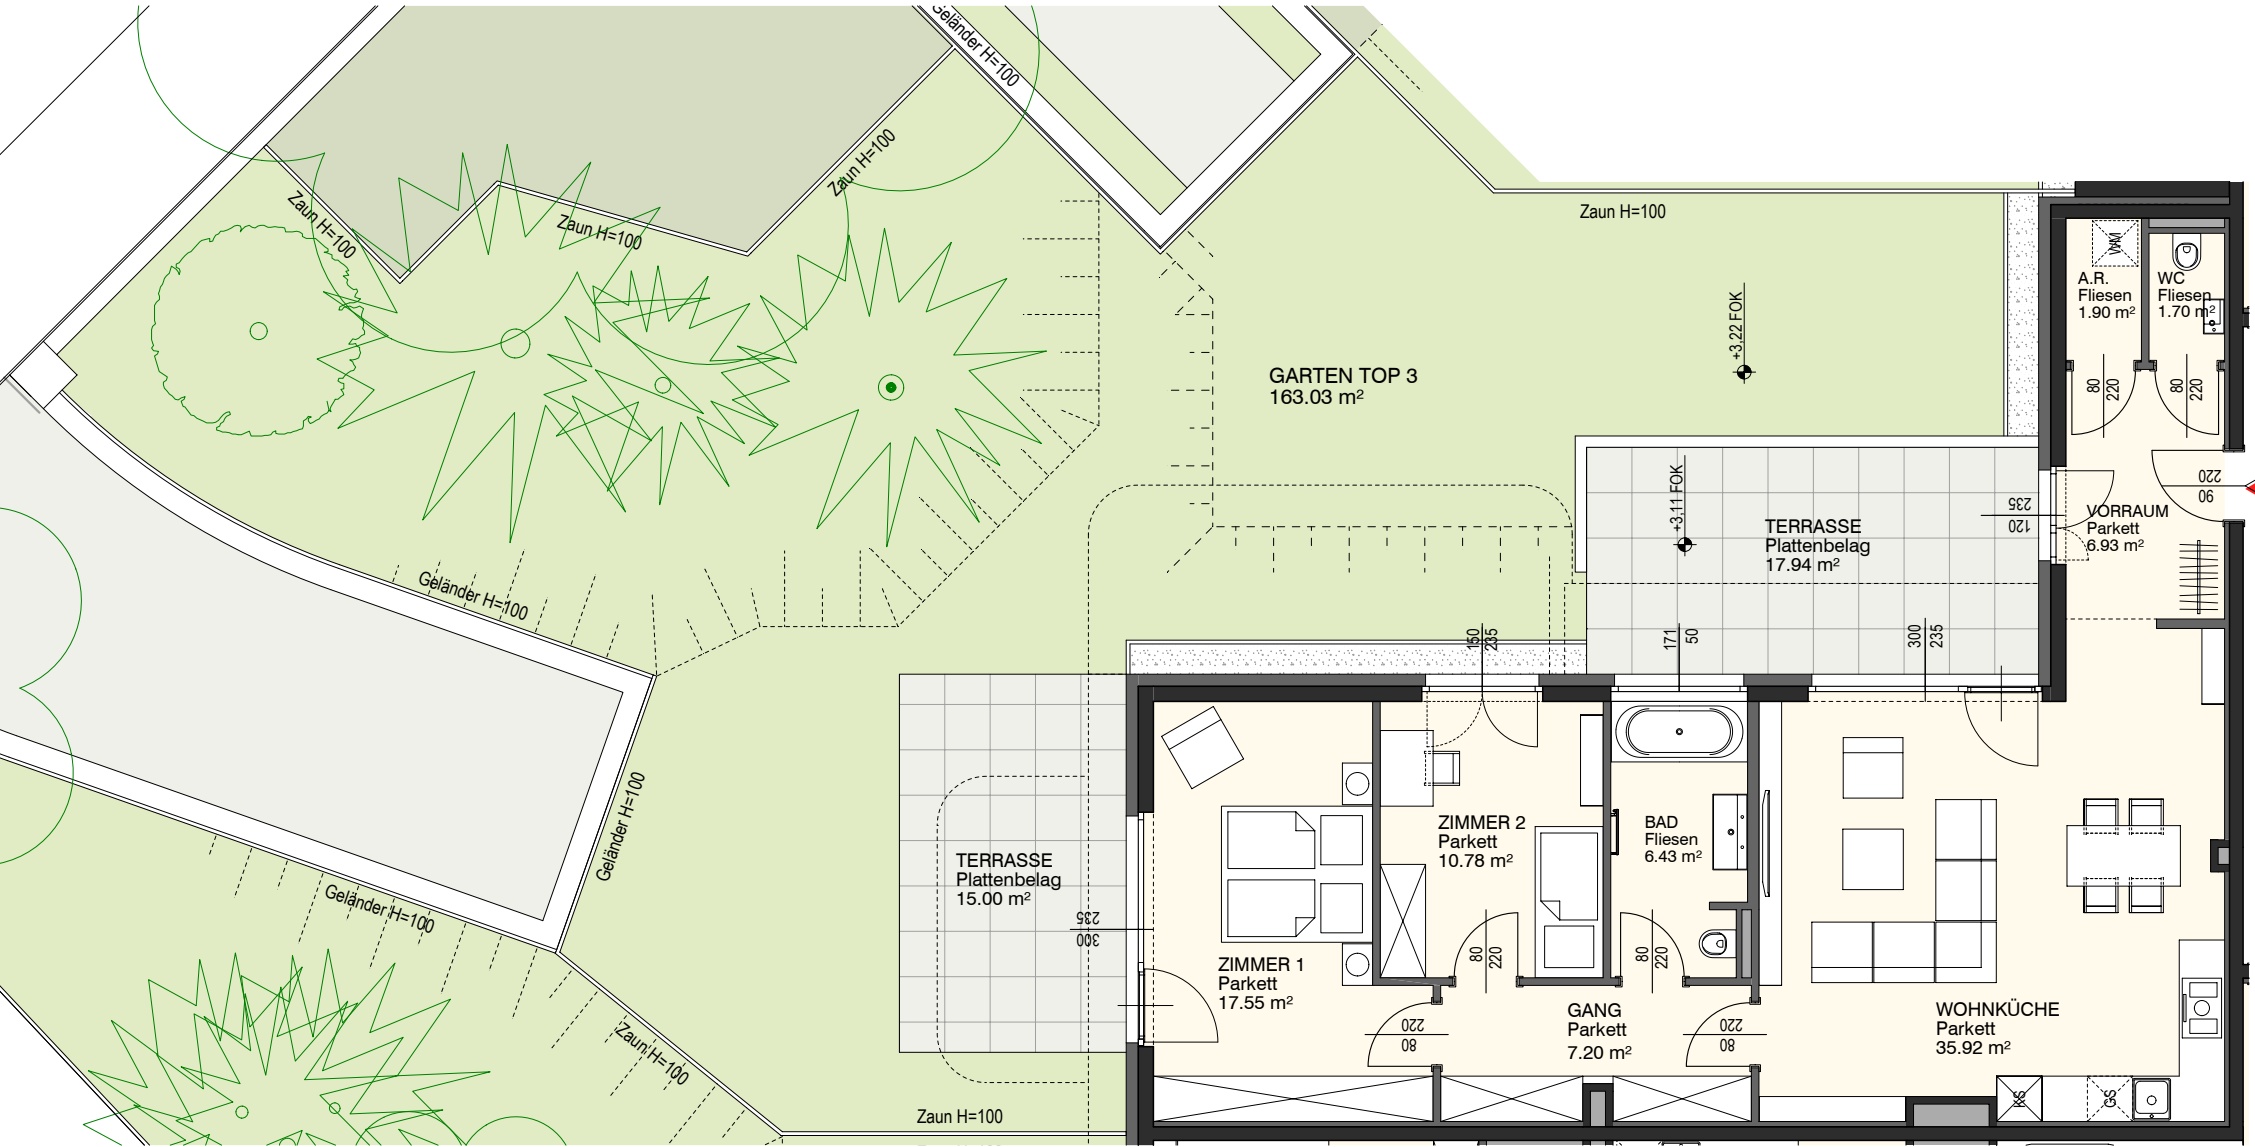 Geländer H=100
Zaun H=100
Zaun H=100
Zaun H=100
Zaun H=100
GARTEN TOP 3
163.03 m²
+3,22 FOK
A.R.
Fliesen
1.90 m²
WM
WC
Fliesen
1.70 m²
80
220
80
220
220
90
VORRAUM
Parkett
6.93 m²
235
120
+3,11 FOK
TERRASSE
Plattenbelag
17.94 m²
150
235
171
50
300
235
Geländer H=100
Geländer H=100
Geländer H=100
Zaun H=100
Zaun H=100
TERRASSE
Plattenbelag
15.00 m²
235
300
ZIMMER 1
Parkett
17.55 m²
ZIMMER 2
Parkett
10.78 m²
BAD
Fliesen
6.43 m²
80
220
80
220
220
80
GANG
Parkett
7.20 m²
220
80
WOHNKÜCHE
Parkett
35.92 m²
KS
GS